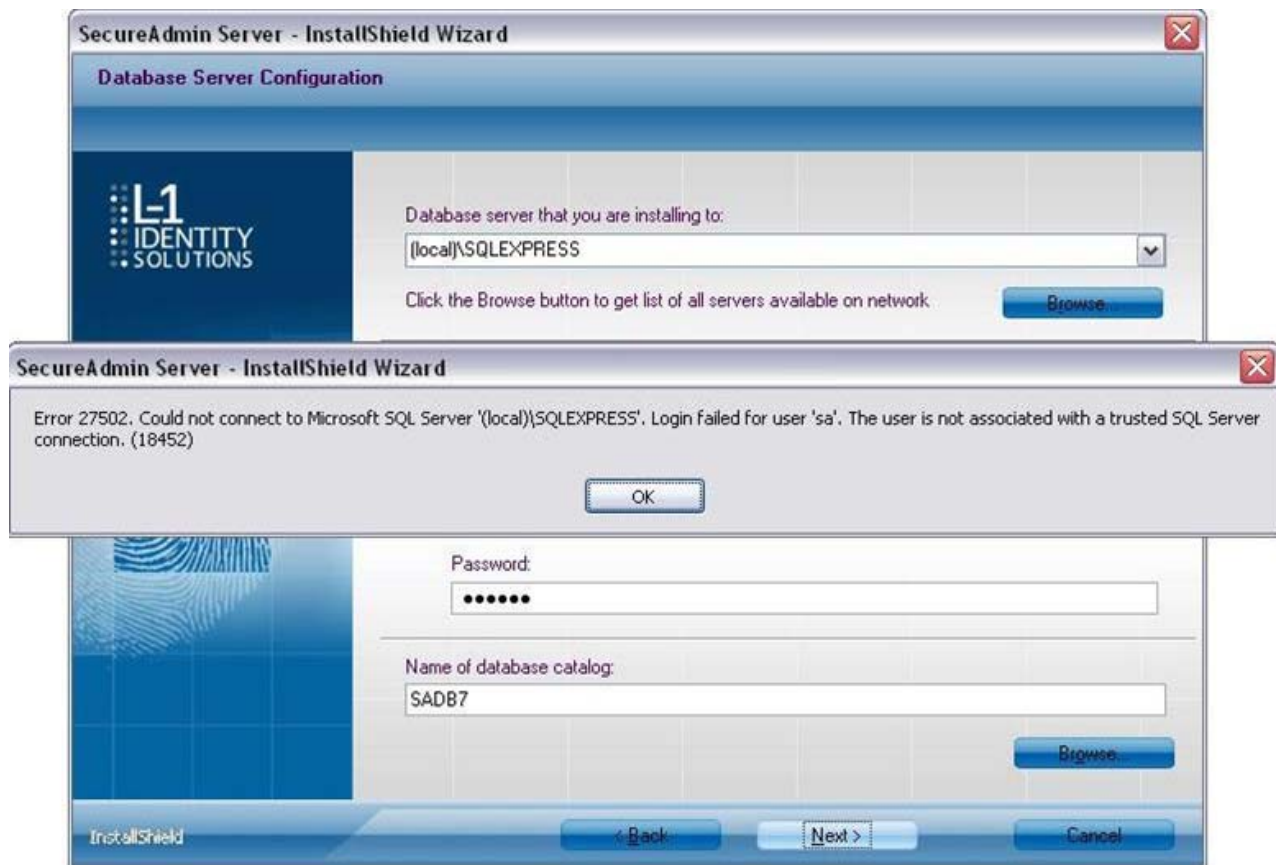 SecureAdmin Server - InstallShield Wizard
Database Server Configuration
L-1
IDENTITY
SOLUTIONS
Database server that you are installing to:
(local)\SQLEXPRESS
Click the Browse button to get list of all servers available on network
Browse...
SecureAdmin Server - InstallShield Wizard
Error 27502. Could not connect to Microsoft SQL Server '(local)\SQLEXPRESS'. Login failed for user 'sa'. The user is not associated with a trusted SQL Server
connection. (18452)
OK
Password:
••••••
Name of database catalog:
SADB7
Browse...
InstallShield
< Back
Next >
Cancel